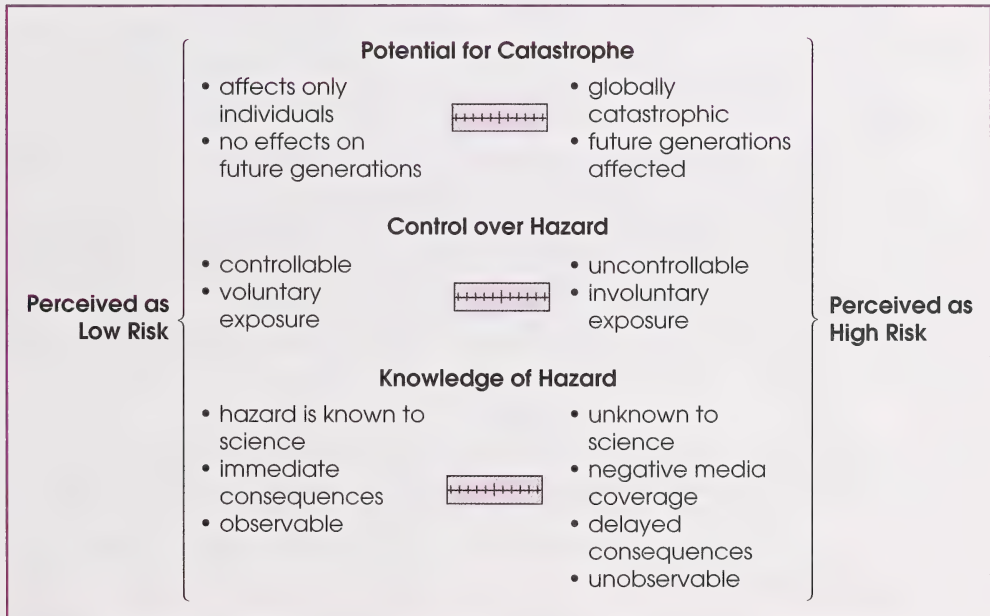 Potential for Catastrophe
• affects only
individuals
• no effects on
future generations
• globally
catastrophic
• future generations
affected
Control over Hazard
• controllable
• voluntary
exposure
• uncontrollable
• involuntary
exposure
Perceived as
Low Risk
Perceived as
High Risk
Knowledge of Hazard
• hazard is known to
science
• immediate
consequences
• observable
• unknown to
science
• negative media
coverage
• delayed
consequences
• unobservable